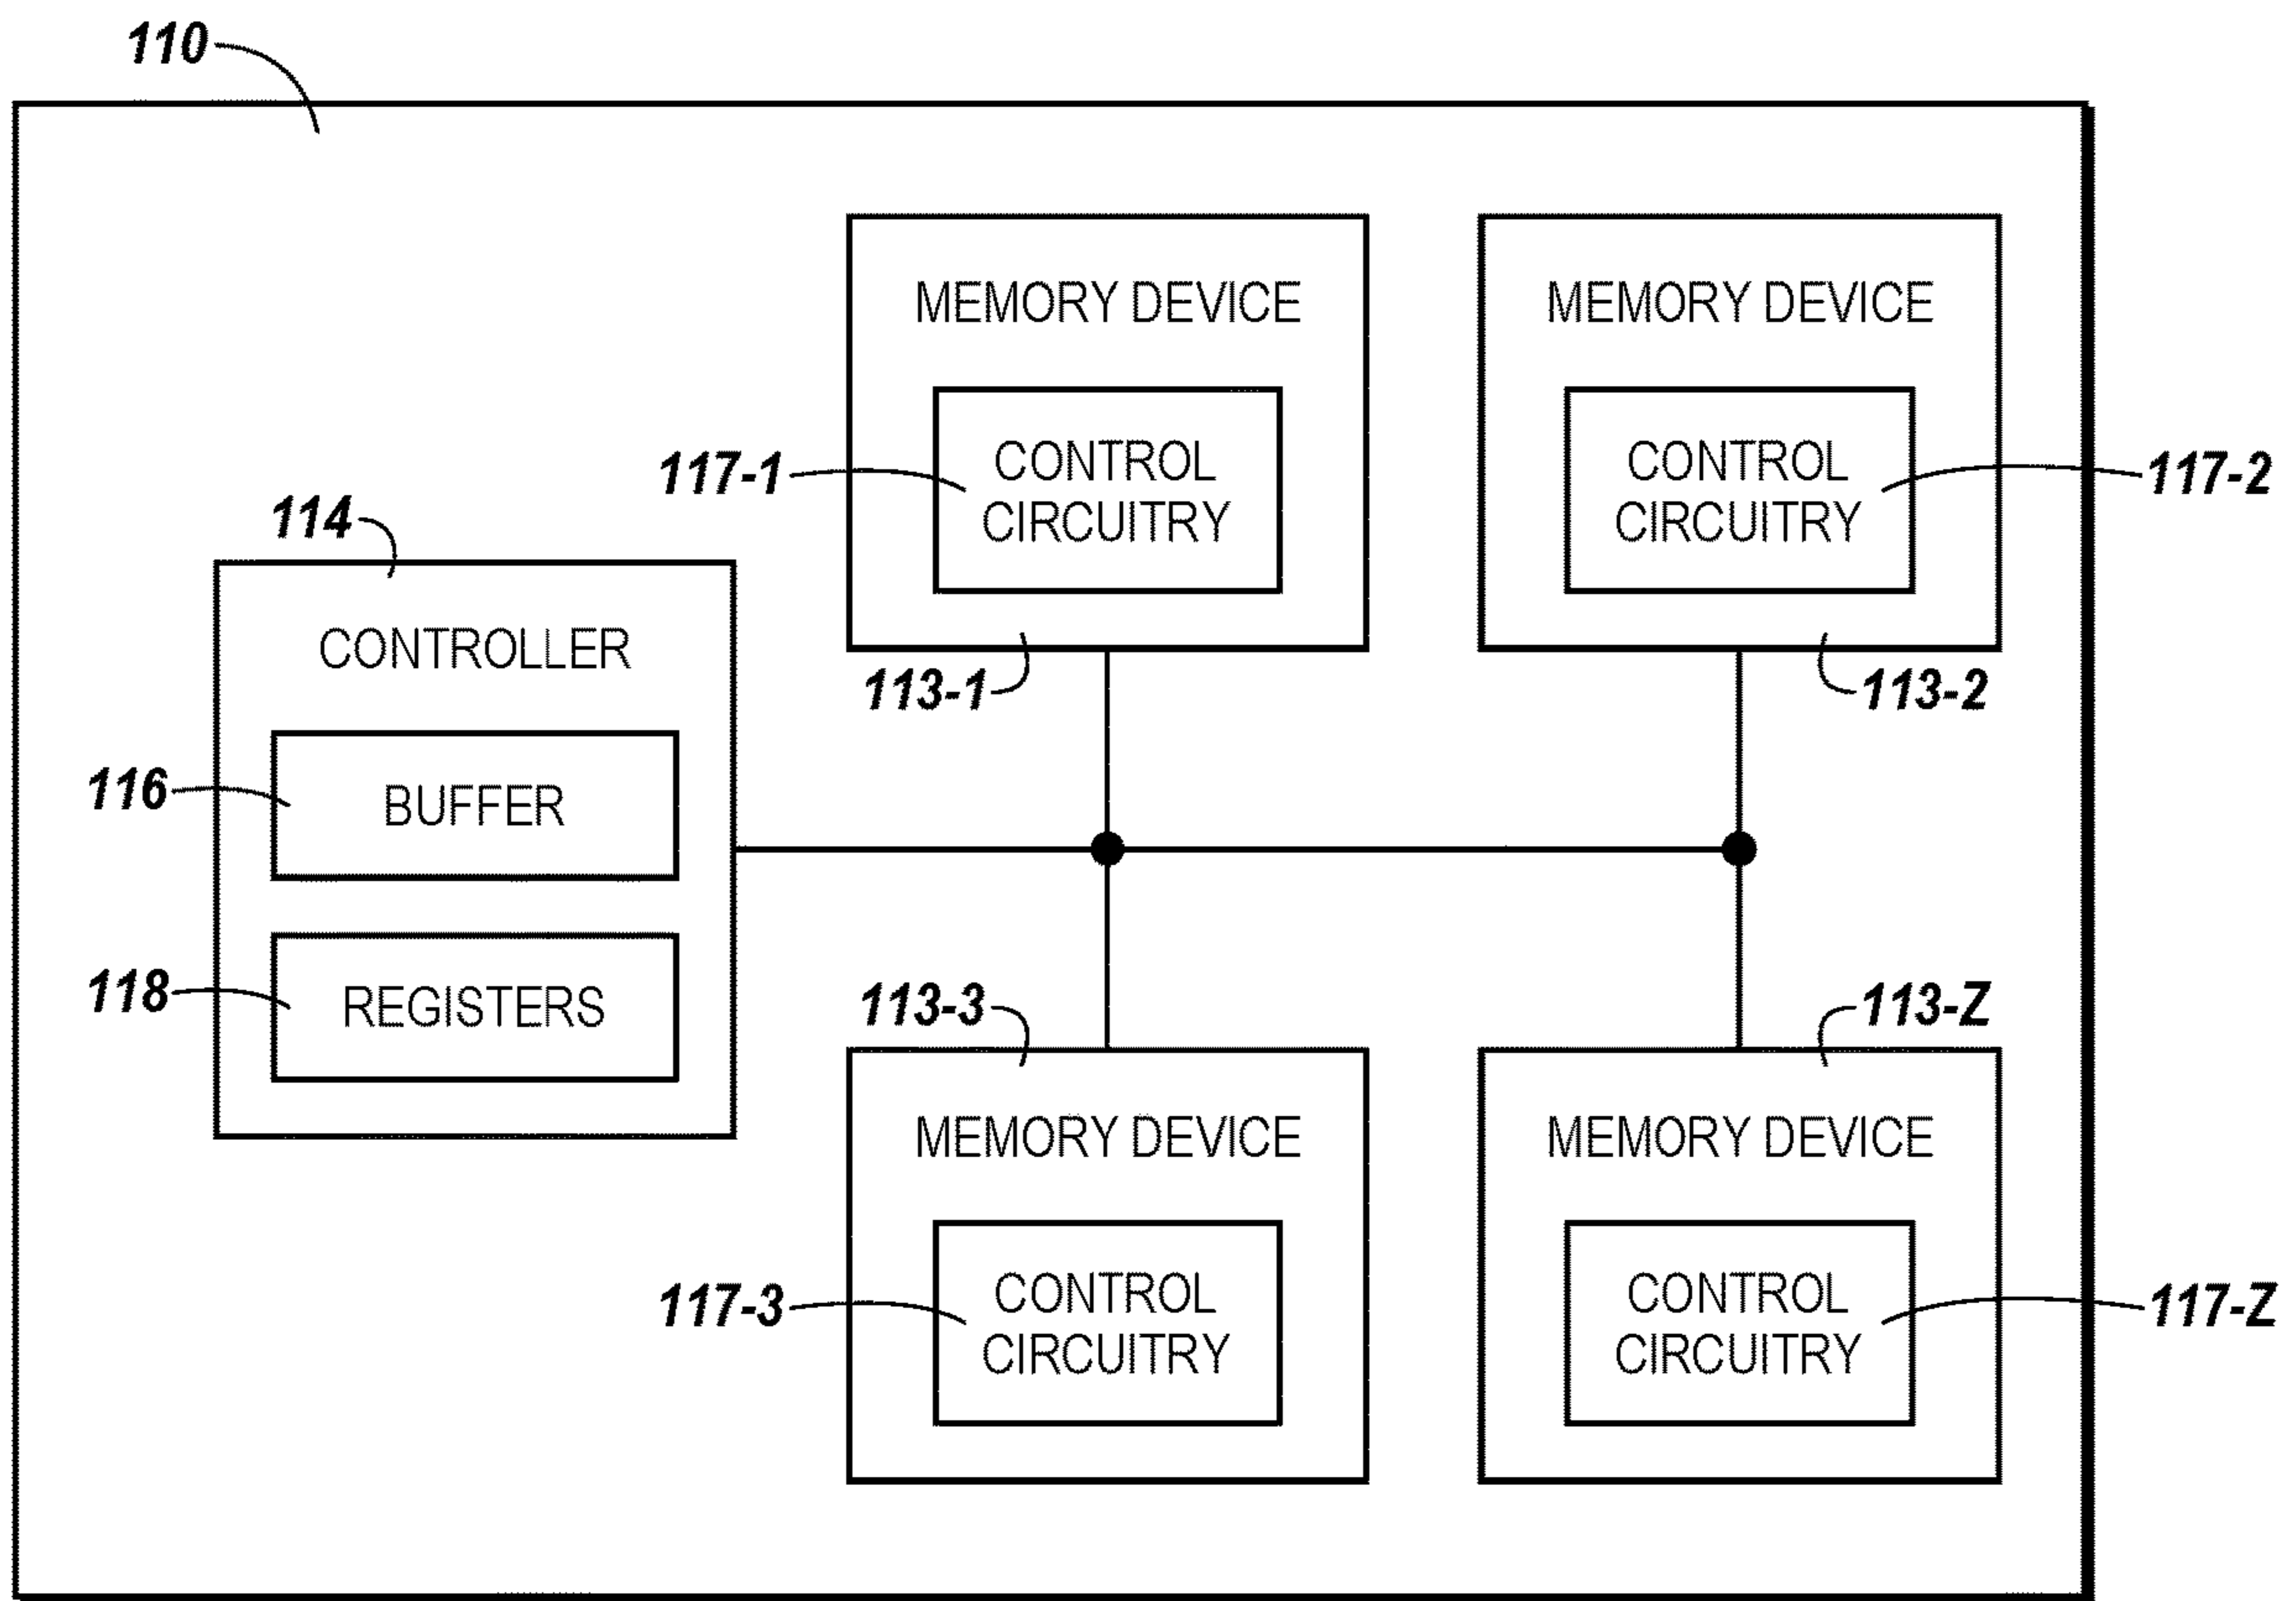 110
MEMORY DEVICE
MEMORY DEVICE
117-1
CONTROL
CIRCUITRY
CONTROL
CIRCUITRY
117-2
114
CONTROLLER
113-1
113-2
116
BUFFER
118
REGISTERS
113-3
113-Z
MEMORY DEVICE
MEMORY DEVICE
117-3
CONTROL
CIRCUITRY
CONTROL
CIRCUITRY
117-Z